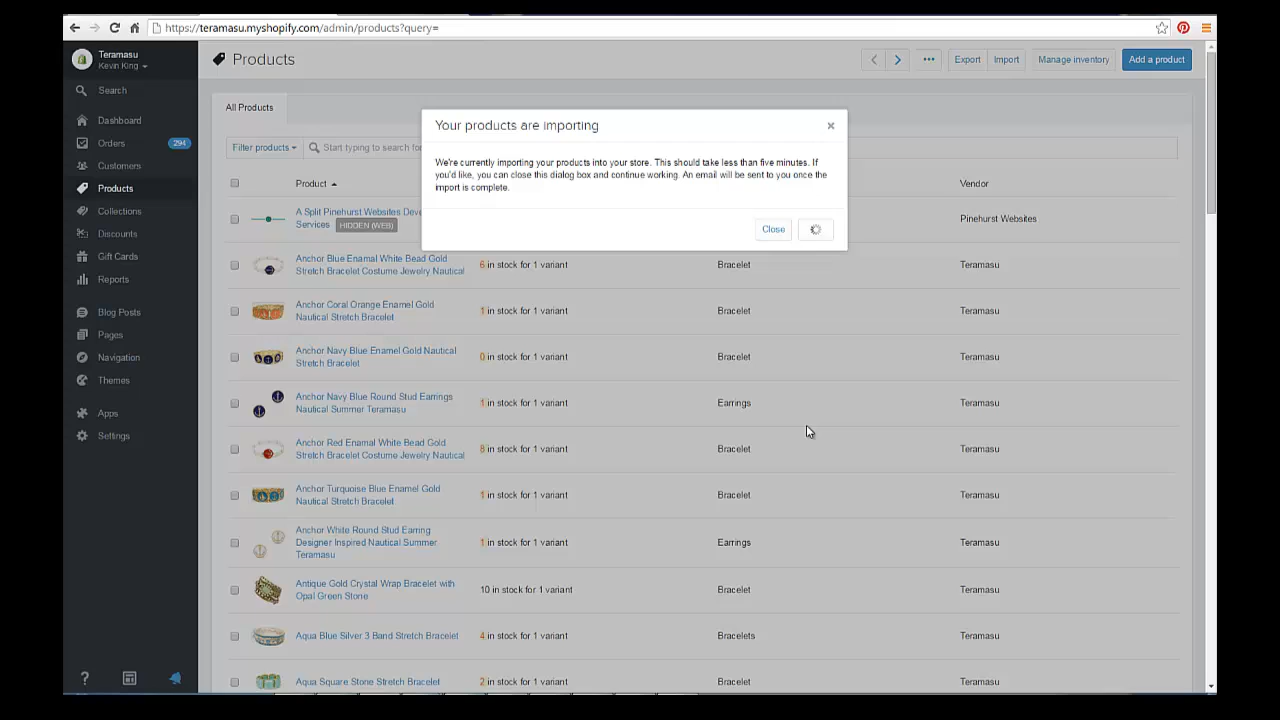 https://teramasu.myshopify.com/admin/products?query=
Teramasu
Kevin King
Products
Export
Import
Manage inventory
Add a product
Search
Dashboard
Orders
294
Customers
Products
Collections
Discounts
Gift Cards
Reports
Blog Posts
Pages
Navigation
Themes
Apps
Settings
?
All Products
Filter products
Start typing to search for
Your products are importing
×
We're currently importing your products into your store. This should take less than five minutes. If
you'd like, you can close this dialog box and continue working. An email will be sent to you once the
import is complete.
Close
Product
Vendor
A Split Pinehurst Websites Deve
Services HIDDEN (WEB)
Pinehurst Websites
Anchor Blue Enamal White Bead Gold
Stretch Bracelet Costume Jewelry Nautical
6 in stock for 1 variant
Bracelet
Teramasu
Anchor Coral Orange Enamel Gold
Nautical Stretch Bracelet
1 in stock for 1 variant
Bracelet
Teramasu
Anchor Navy Blue Enamel Gold Nautical
Stretch Bracelet
0 in stock for 1 variant
Bracelet
Teramasu
Anchor Navy Blue Round Stud Earrings
Nautical Summer Teramasu
1 in stock for 1 variant
Earrings
Teramasu
Anchor Red Enamal White Bead Gold
Stretch Bracelet Costume Jewelry Nautical
8 in stock for 1 variant
Bracelet
Teramasu
Anchor Turquoise Blue Enamel Gold
Nautical Stretch Bracelet
1 in stock for 1 variant
Bracelet
Teramasu
Anchor White Round Stud Earring
Designer Inspired Nautical Summer
Teramasu
1 in stock for 1 variant
Earrings
Teramasu
Antique Gold Crystal Wrap Bracelet with
Opal Green Stone
10 in stock for 1 variant
Bracelet
Teramasu
Aqua Blue Silver 3 Band Stretch Bracelet
4 in stock for 1 variant
Bracelets
Teramasu
Aqua Square Stone Stretch Bracelet
2 in stock for 1 variant
Bracelet
Teramasu